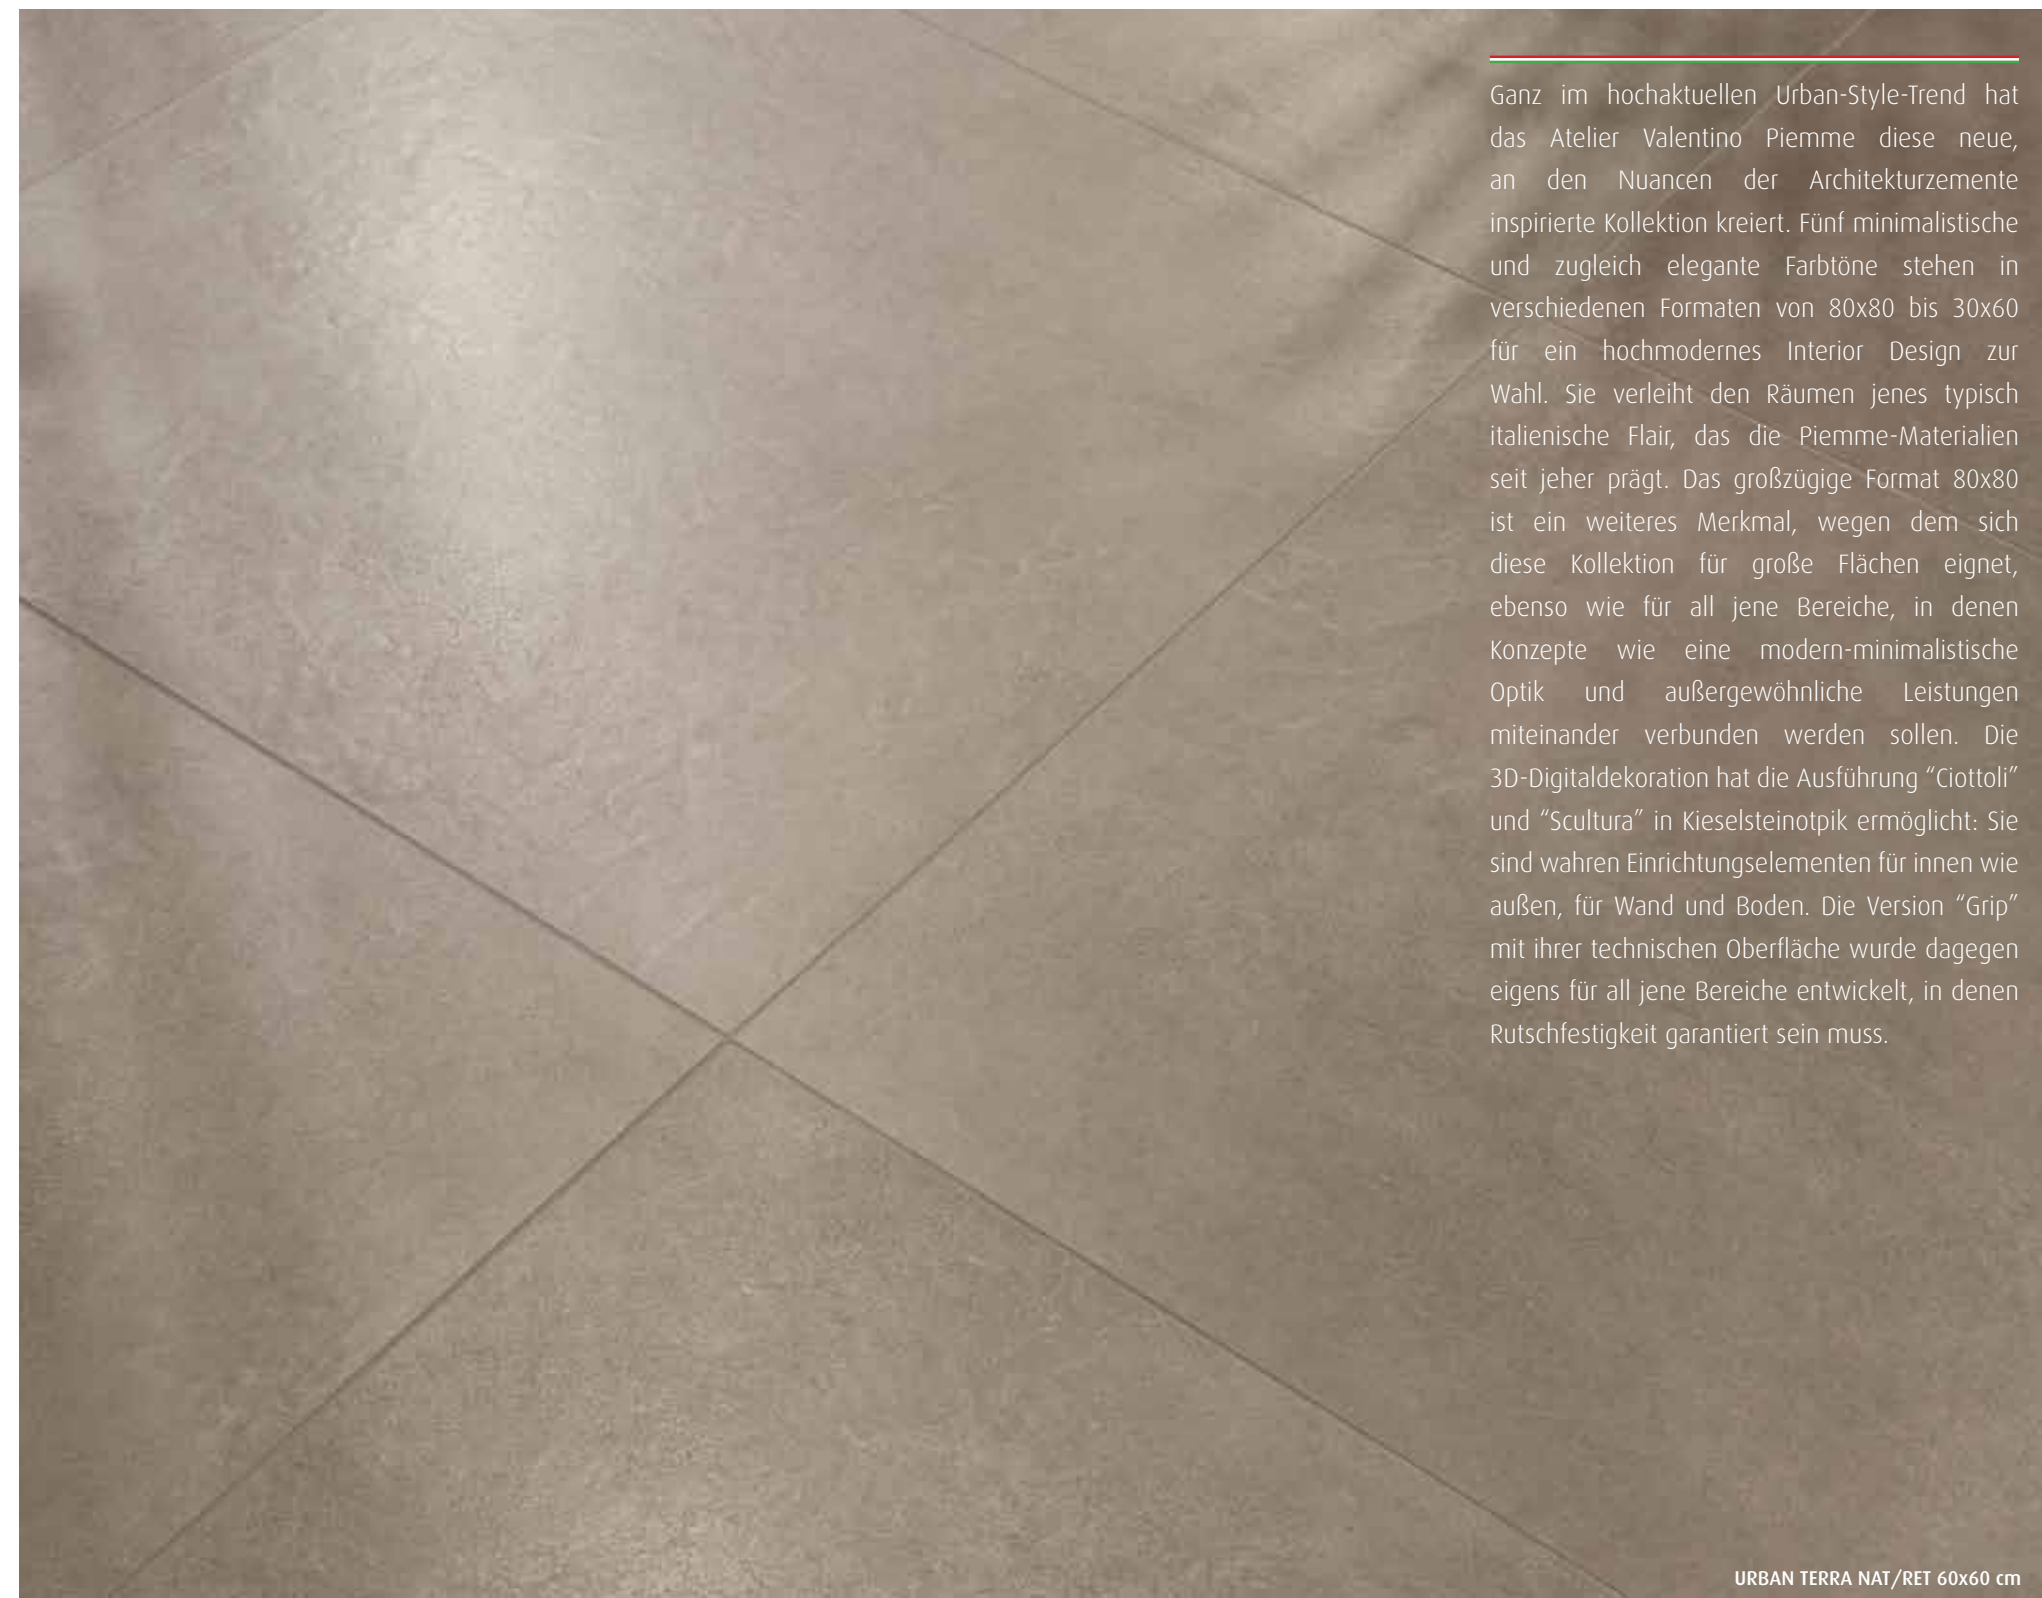 Ganz im hochaktuellen Urban-Style-Trend hat
das Atelier Valentino Piemme diese neue,
an den Nuancen der Architekturzemente
inspirierte Kollektion kreiert. Fünf minimalistische
und zugleich elegante Farbtöne stehen in
verschiedenen Formaten von 80x80 bis 30x60
für ein hochmodernes Interior Design zur
Wahl. Sie verleiht den Räumen jenes typisch
italienische Flair, das die Piemme-Materialien
seit jeher prägt. Das großzügige Format 80x80
ist ein weiteres Merkmal, wegen dem sich
diese Kollektion für große Flächen eignet,
ebenso wie für all jene Bereiche, in denen
Konzepte wie eine modern-minimalistische
Optik und außergewöhnliche Leistungen
miteinander verbunden werden sollen. Die
3D-Digitaldekoration hat die Ausführung “Ciottoli”
und “Scultura” in Kieselsteinotpik ermöglicht: Sie
sind wahren Einrichtungselementen für innen wie
außen, für Wand und Boden. Die Version “Grip”
mit ihrer technischen Oberfläche wurde dagegen
eigens für all jene Bereiche entwickelt, in denen
Rutschfestigkeit garantiert sein muss.
URBAN TERRA NAT/RET 60x60 cm